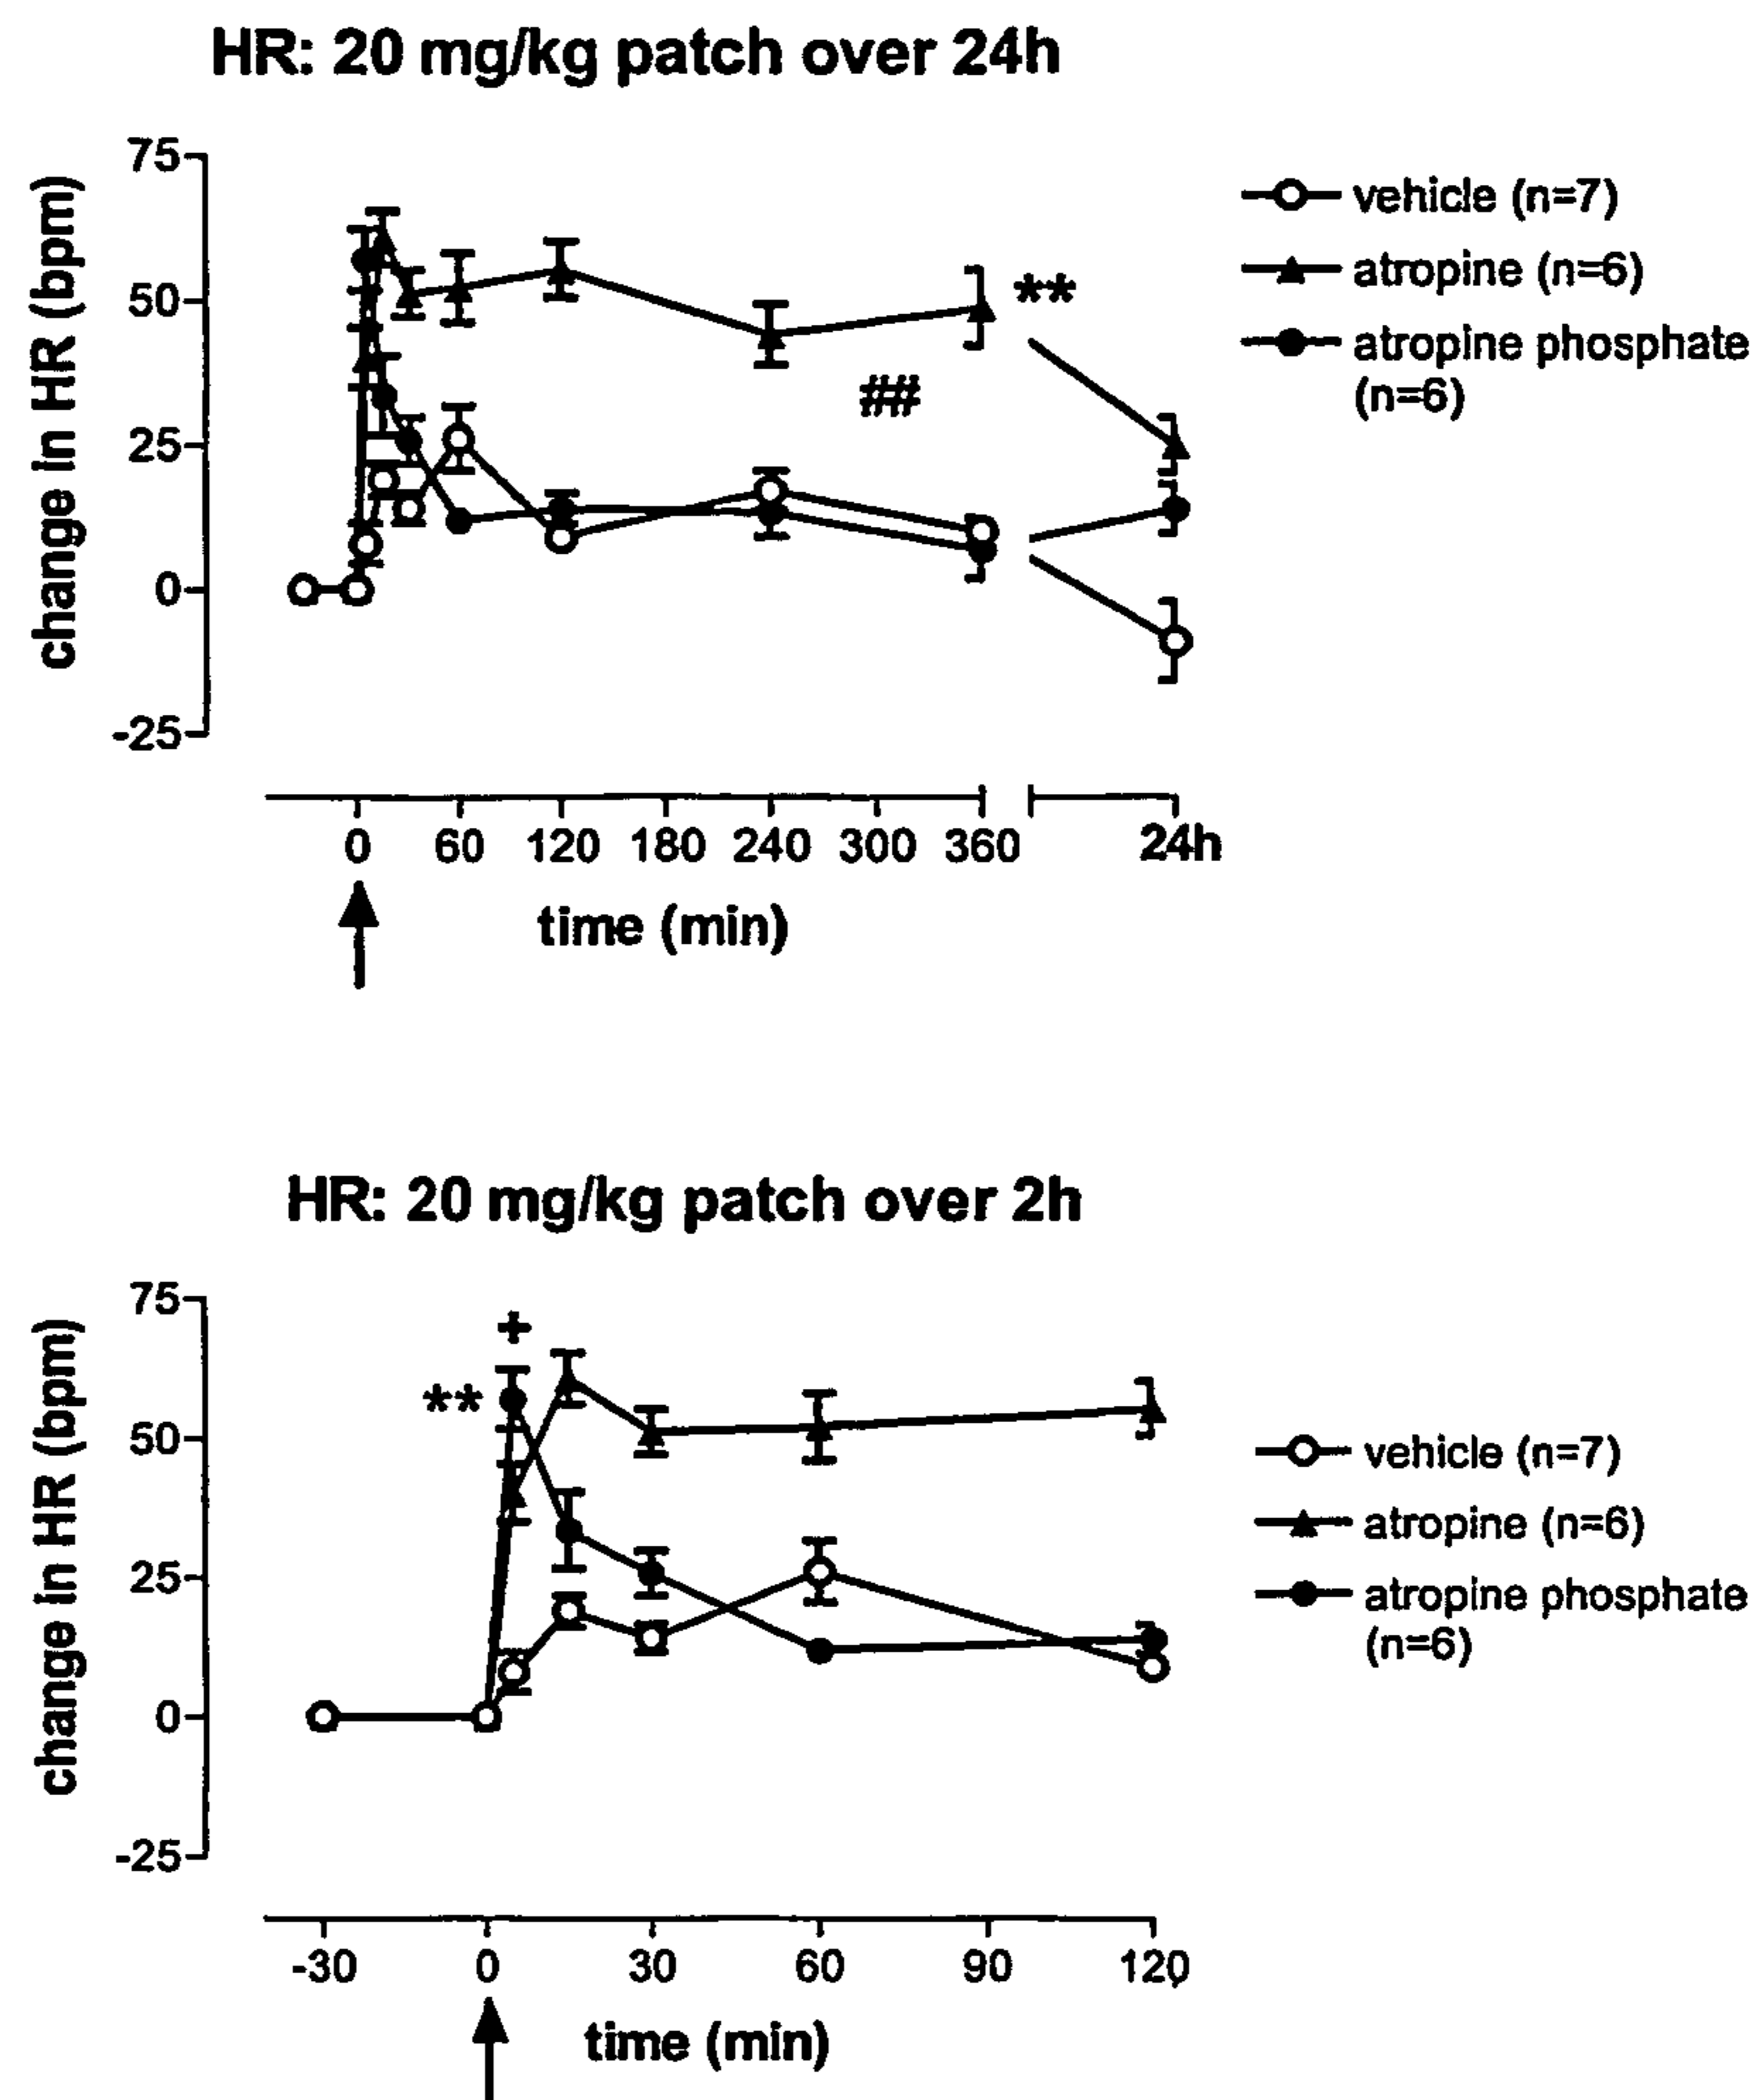 HR: 20 mg/kg patch over 24h
change in HR (bpm)
75
50
25
0
-25
**
##
vehicle (n=7)
atropine (n=6)
atropine phosphate
(n=6)
0 60 120 180 240 300 360 24h
time (min)
HR: 20 mg/kg patch over 2h
change in HR (bpm)
75
50
25
0
-25
+
**
vehicle (n=7)
atropine (n=6)
atropine phosphate
(n=6)
-30 0 30 60 90 120
time (min)